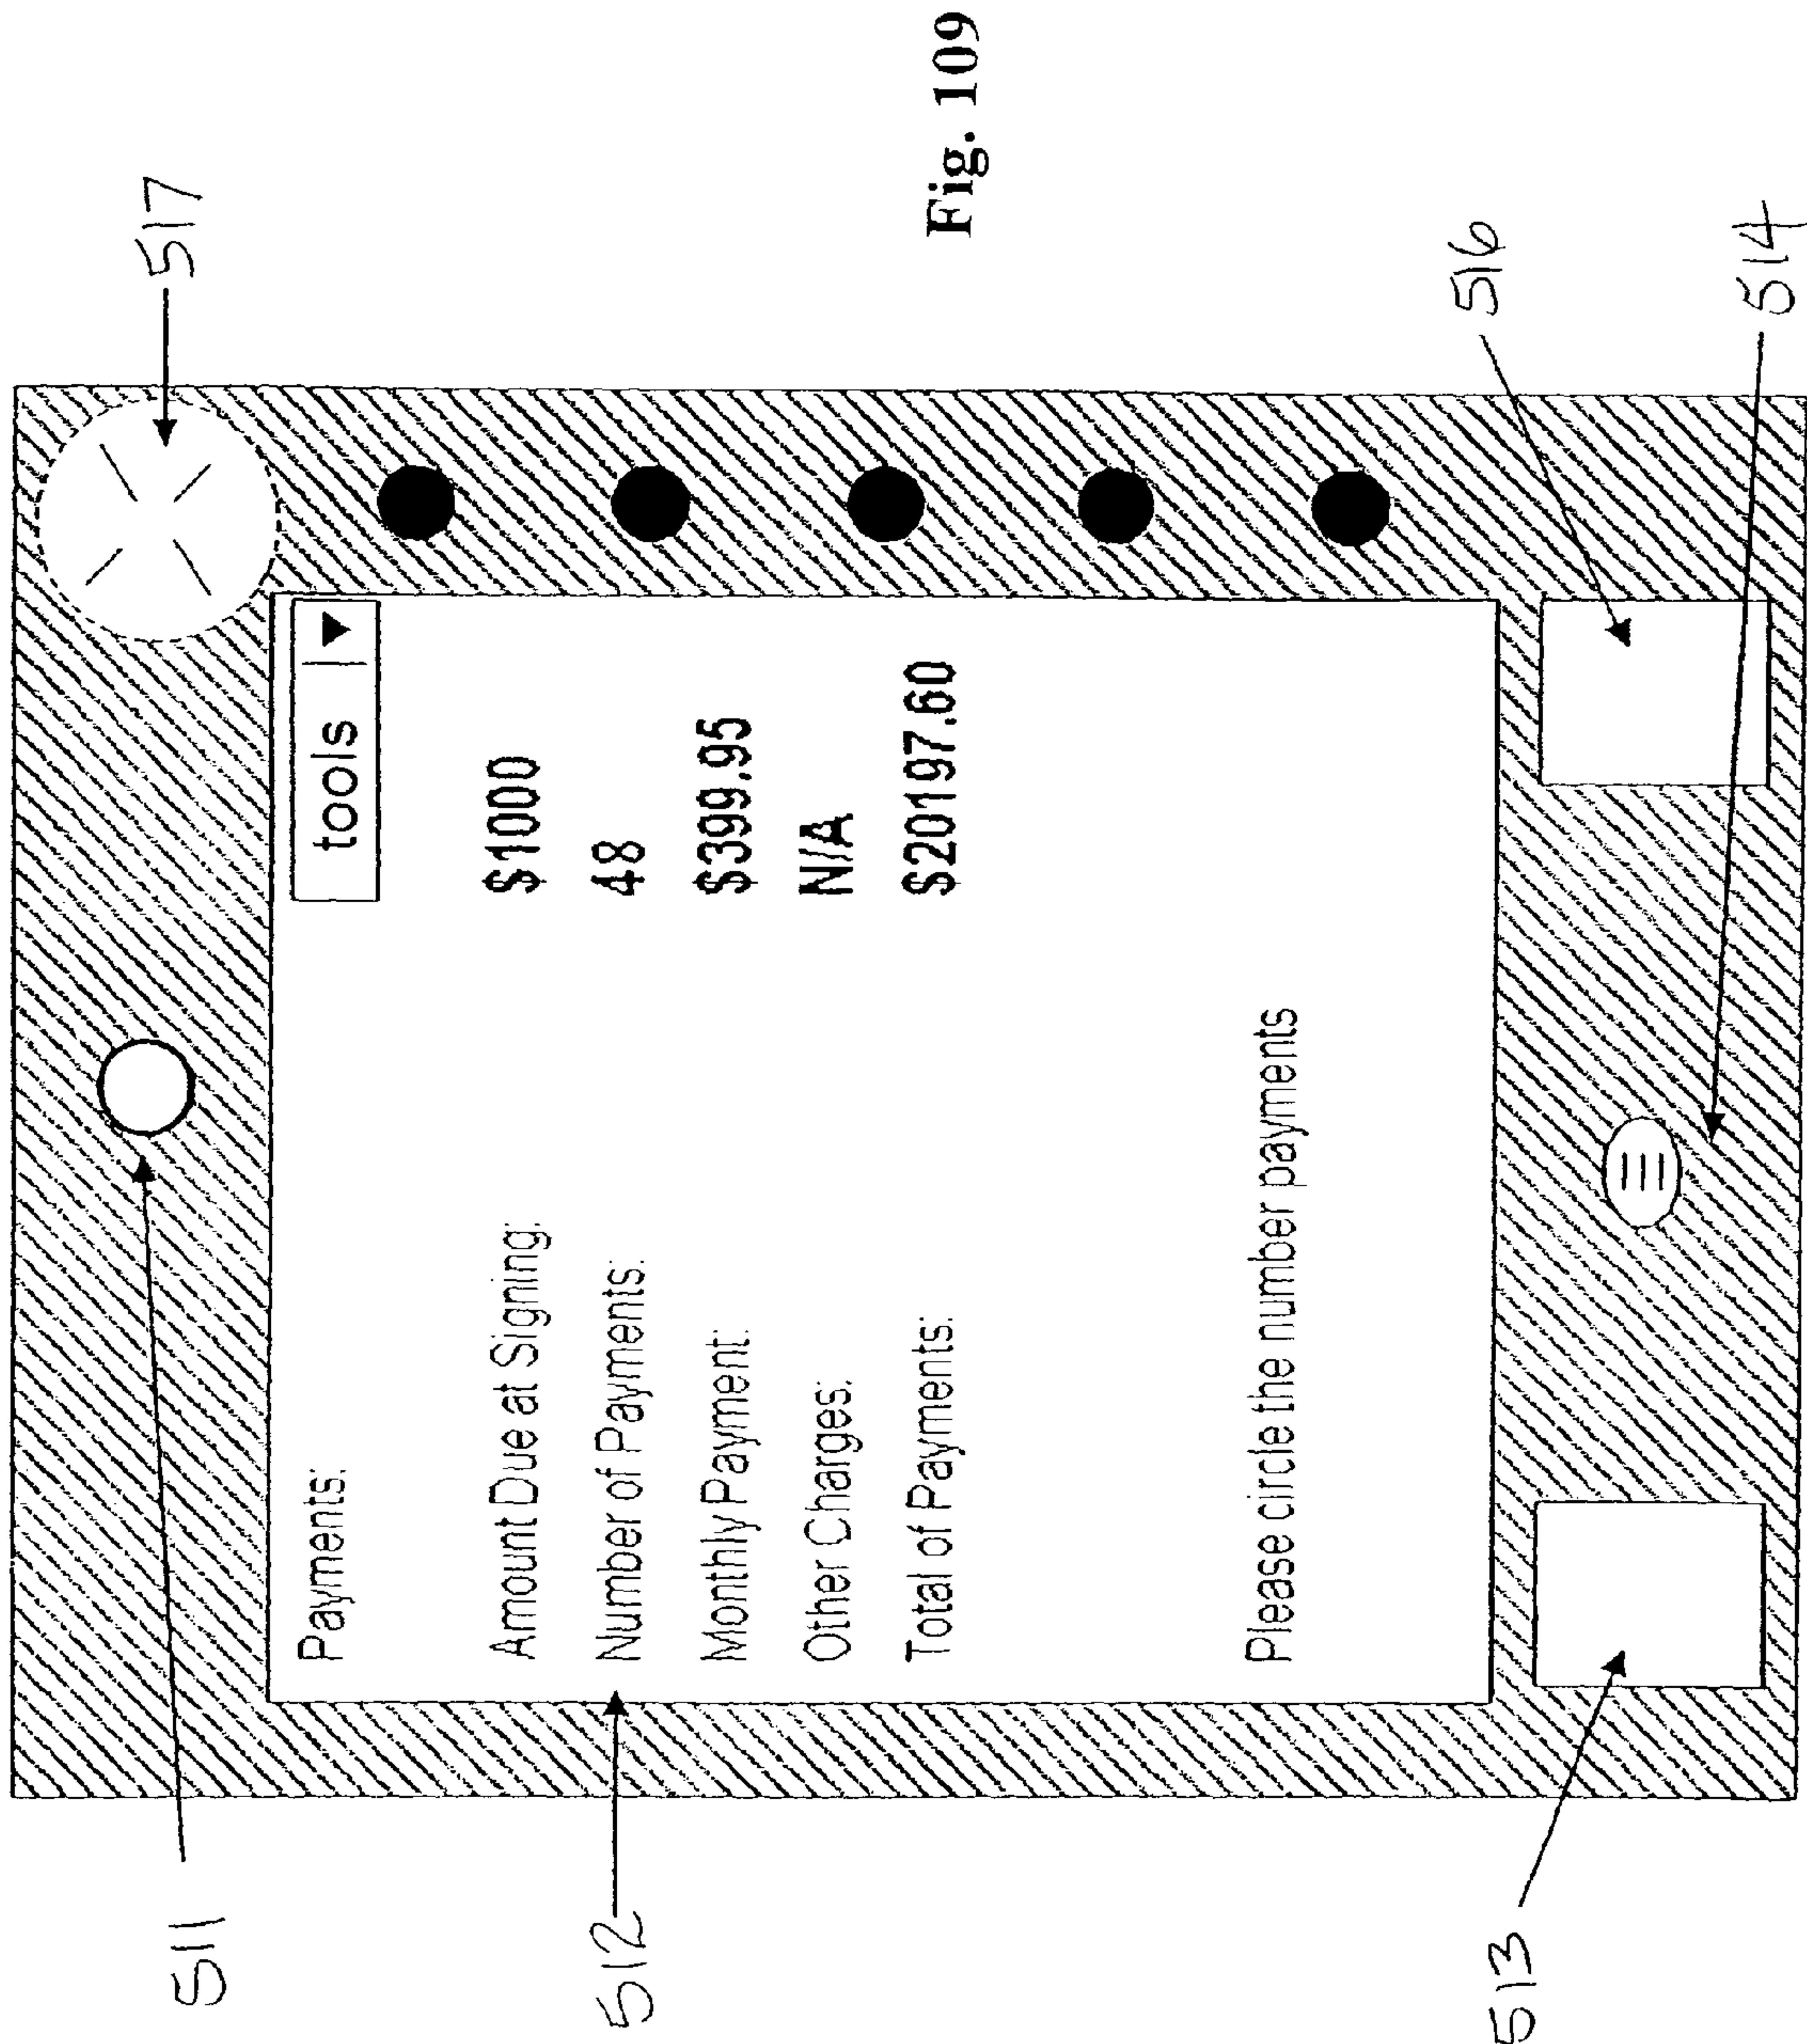 517
511
tools
Payments:
Amount Due at Signing: $1000
Number of Payments: 48
512
Monthly Payment: $399.95
Other Charges: N/A
Total of Payments: $20197.60
Fig. 109
Please circle the number payments
516
513
514